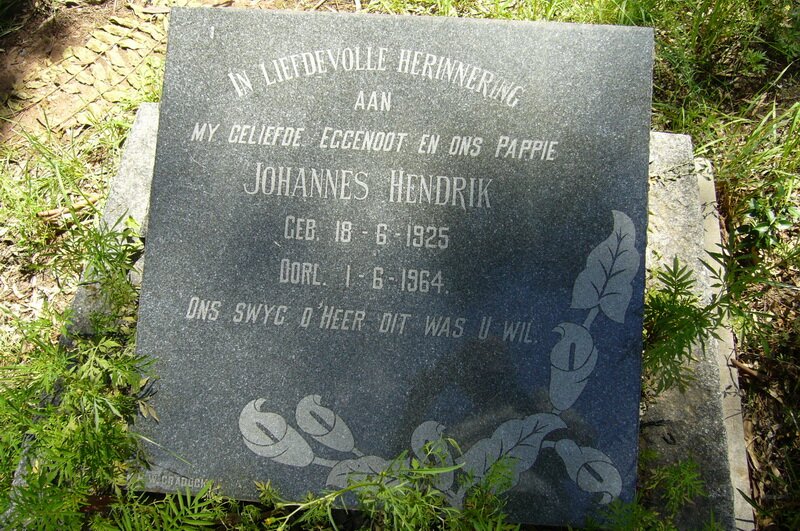 IN LIEFDEVOLLE HERINNERING
AAN
MY GELIEFDE EGGENOOT EN ONS PAPPIE
JOHANNES HENDRIK
GEB. 18-6-1925
OORL. 1-6-1964.
ONS SWYG O'HEER DIT WAS U WIL.
W. CRADOCK